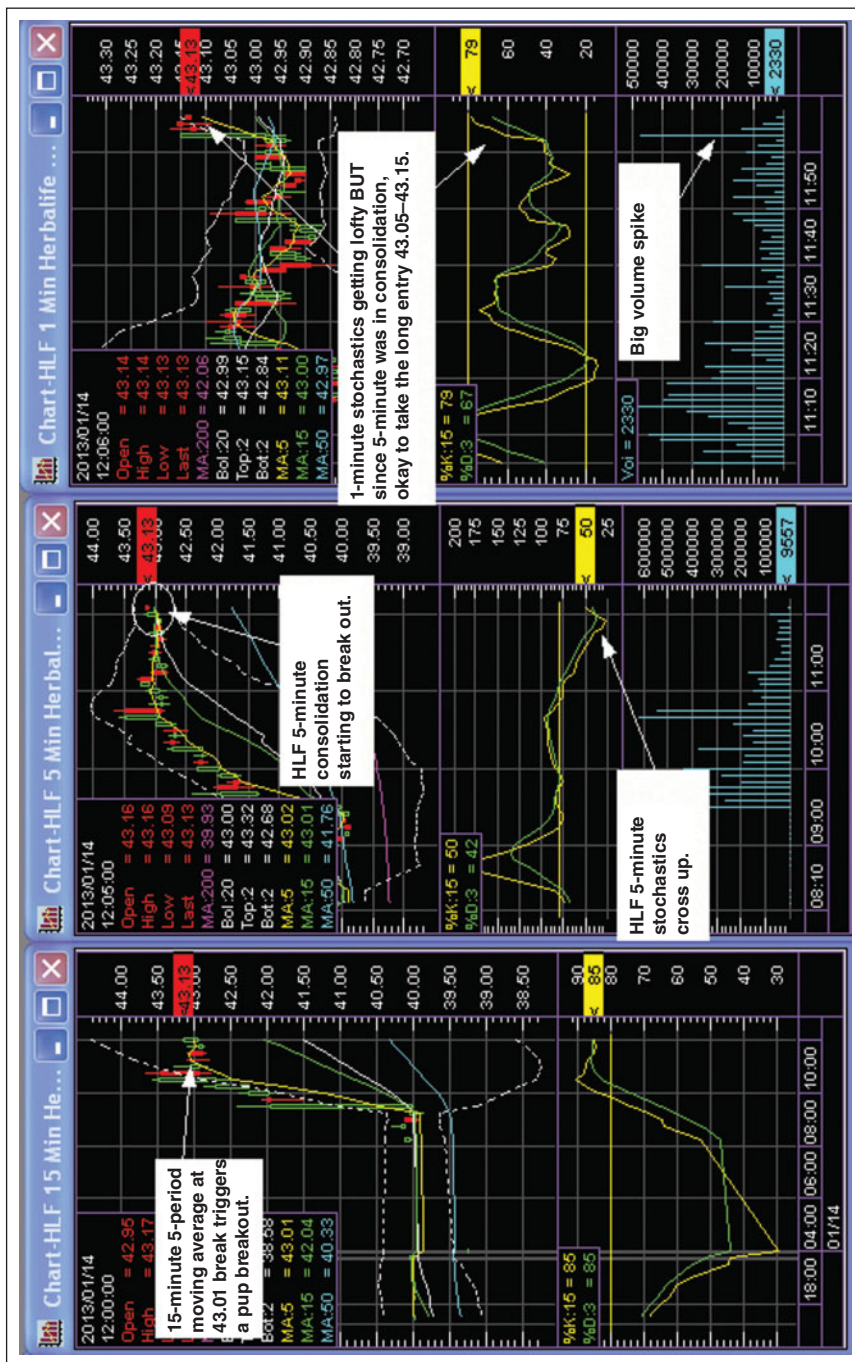 Chart-HLF 15 Min He...
2013/01/14
12:00:00
Open = 42.95
High = 43.17
Bot:2 = 38.58
MA:5 = 43.01
MA:15 = 42.04
MA:50 = 40.33
15-minute 5-period
moving average at
43.01 break triggers
a pup breakout.
44.00
43.50
<43.13
43.00
42.50
42.00
41.50
41.00
40.50
40.00
39.50
39.00
38.50
%K:15 = 85
%D:3 = 85
90
< 85
80
70
60
50
40
30
18:00
04:00
06:00
08:00
10:00
01/14
Chart-HLF 5 Min Herbal...
2013/01/14
12:05:00
Open = 43.16
High = 43.16
Low = 43.09
Last = 43.13
MA:200 = 39.93
Bol:20 = 43.00
Top:2 = 43.32
Bot:2 = 42.68
MA:5 = 43.02
MA:15 = 43.01
MA:50 = 41.76
HLF 5-minute
consolidation
starting to break out.
44.00
43.50
< 43.13
42.50
42.00
41.50
41.00
40.50
40.00
39.50
39.00
%K:15 = 50
%D:3 = 42
200
175
150
125
100
75
< 50
25
HLF 5-minute
stochastics
cross up.
6000000
5000000
4000000
3000000
2000000
1000000
< 9557
08:10
09:00
10:00
11:00
Chart-HLF 1 Min Herbalife ...
2013/01/14
12:06:00
Open = 43.14
High = 43.14
Low = 43.13
Last = 43.13
MA:200 = 42.06
Bol:20 = 42.99
Top:2 = 43.15
Bot:2 = 42.84
MA:5 = 43.11
MA:15 = 43.00
MA:50 = 42.97
43.30
43.25
43.20
43.15
<43.13
43.10
43.05
43.00
42.95
42.90
42.85
42.80
42.75
42.70
1-minute stochastics getting lofty BUT
since 5-minute was in consolidation,
okay to take the long entry 43.05–43.15.
%K:15 = 79
%D:3 = 67
< 79
60
40
20
Vol = 2330
Big volume spike
50000
40000
30000
20000
10000
< 2330
11:10
11:20
11:30
11:40
11:50